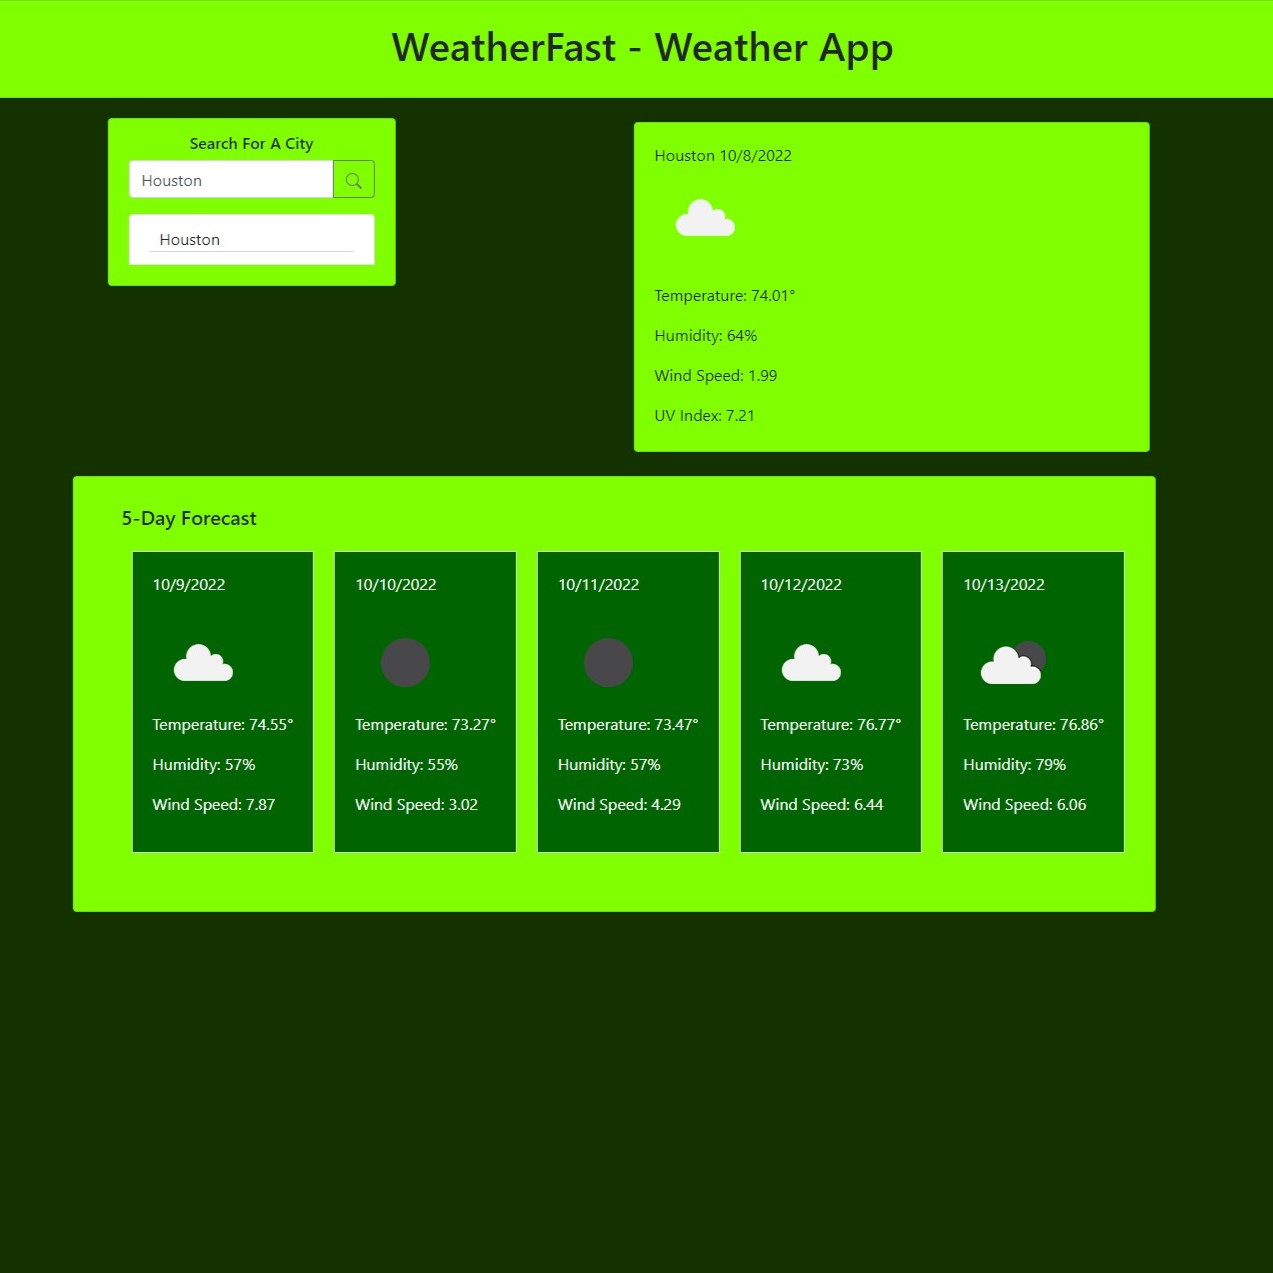 WeatherFast - Weather App
Search For A City
Houston
Houston
Houston 10/8/2022
Temperature: 74.01°
Humidity: 64%
Wind Speed: 1.99
UV Index: 7.21
5-Day Forecast
10/9/2022
Temperature: 74.55°
Humidity: 57%
Wind Speed: 7.87
10/10/2022
Temperature: 73.27°
Humidity: 55%
Wind Speed: 3.02
10/11/2022
Temperature: 73.47°
Humidity: 57%
Wind Speed: 4.29
10/12/2022
Temperature: 76.77°
Humidity: 73%
Wind Speed: 6.44
10/13/2022
Temperature: 76.86°
Humidity: 79%
Wind Speed: 6.06